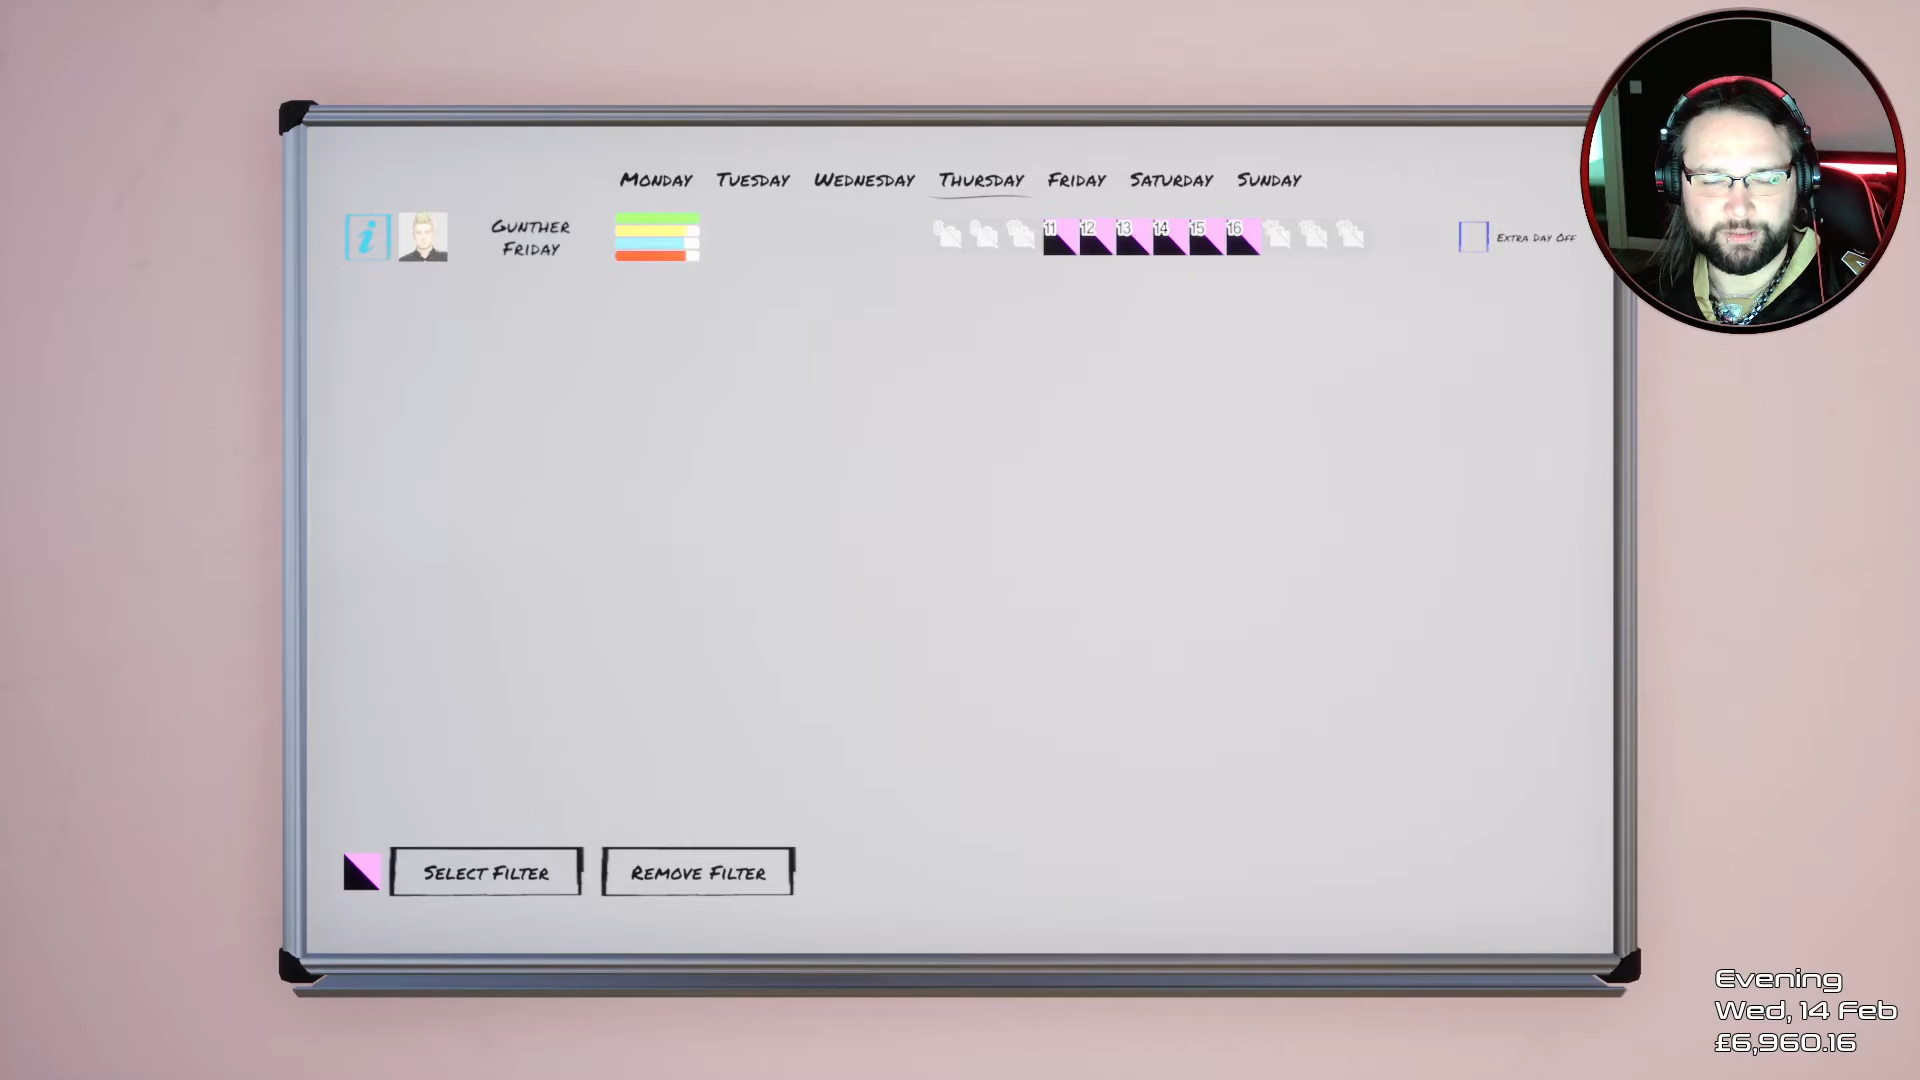 MONDAY TUESDAY WEDNESDAY THURSDAY FRIDAY SATURDAY SUNDAY
i GUNTHER 11 12 13 14 15 16 EXTRA DAY OFF
FRIDAY
SELECT FILTER REMOVE FILTER
Evening
Wed, 14 Feb
£6,960.16